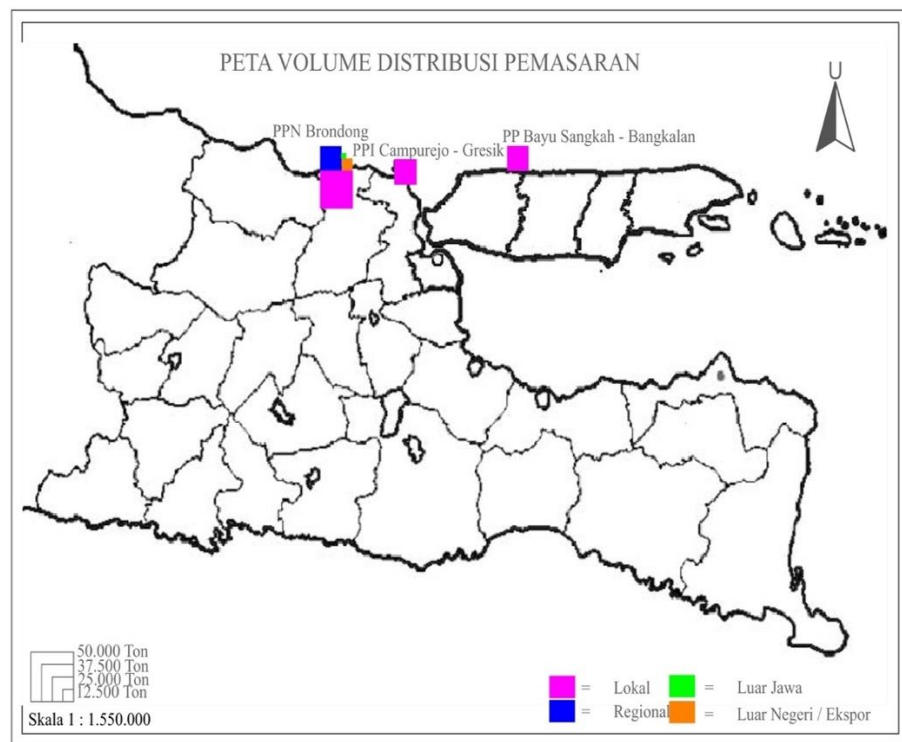 PETA VOLUME DISTRIBUSI PEMASARAN
U
PPN Brondong
PPI Campurejo - Gresik
PP Bayu Sangkah - Bangkalan
50.000 Ton
37.500 Ton
25.000 Ton
12.500 Ton
Skala 1 : 1.550.000
= Lokal
= Regional
= Luar Jawa
= Luar Negeri / Ekspor